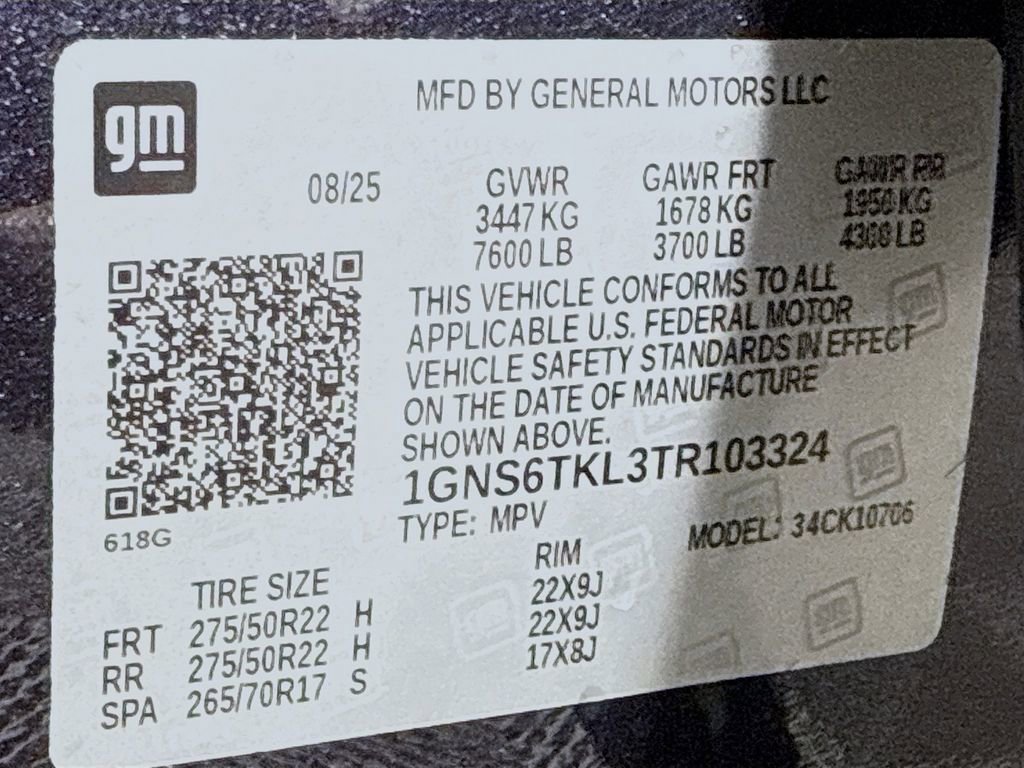 gm
MFD BY GENERAL MOTORS LLC
08/25
GVWR GAWR FRT GAWR RR
3447 KG 1678 KG 1950 KG
7600 LB 3700 LB 4300 LB
THIS VEHICLE CONFORMS TO ALL
APPLICABLE U.S. FEDERAL MOTOR
VEHICLE SAFETY STANDARDS IN EFFECT
ON THE DATE OF MANUFACTURE
SHOWN ABOVE.
1GNS6TKL3TR103324
TYPE: MPV MODEL: 34CK10706
618G
TIRE SIZE RIM
FRT 275/50R22 H 22X9J
RR 275/50R22 H 22X9J
SPA 265/70R17 S 17X8J